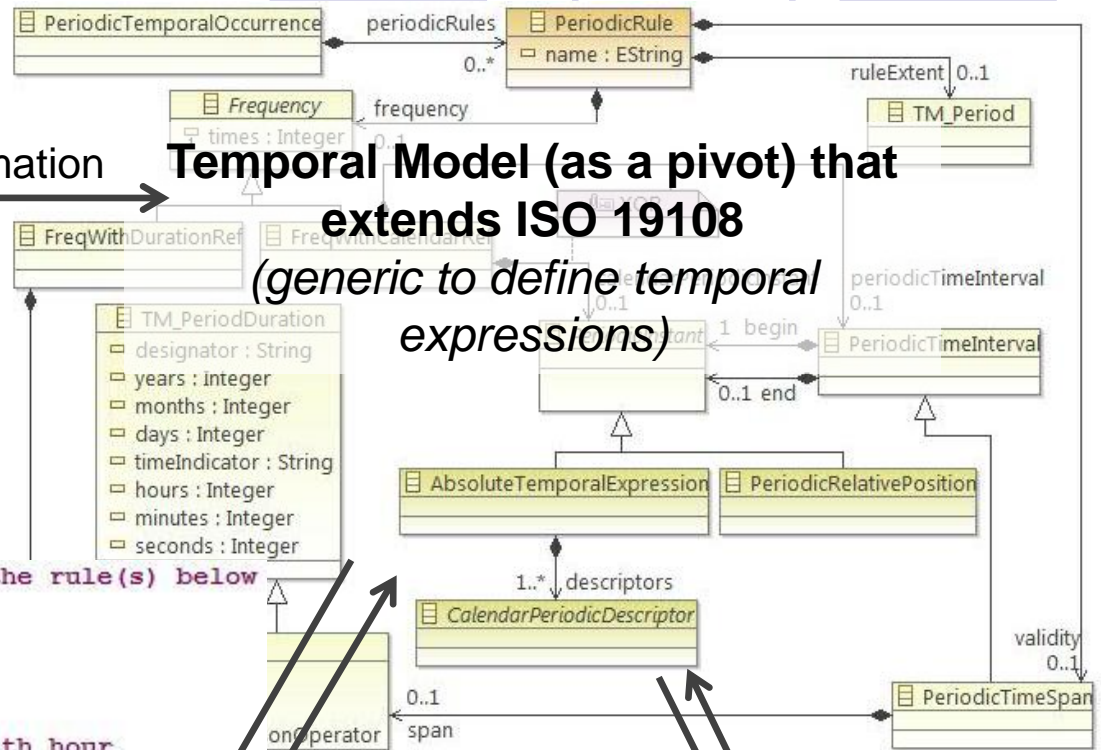 PeriodicTemporalOccurrence
periodicRules
0..*
PeriodicRule
name : EString
ruleExtent 0..1
TM_Period
Frequency
times : Integer
frequency
0..1
mation
Temporal Model (as a pivot) that
extends ISO 19108
(generic to define temporal
expressions)
XOR
FreqWithDurationRef
FreqWithCalendarRef
periodicTimeInterval
0..1
0..1
TM_PeriodDuration
designator : String
years : Integer
months : Integer
days : Integer
timeIndicator : String
hours : Integer
minutes : Integer
seconds : Integer
1 begin
0..1 end
PeriodicTimeInterval
AbsoluteTemporalExpression
PeriodicRelativePosition
he rule(s) below
1..* descriptors
CalendarPeriodicDescriptor
validity
0..1
PeriodicTimeSpan
0..1
span
onOperator
th hour